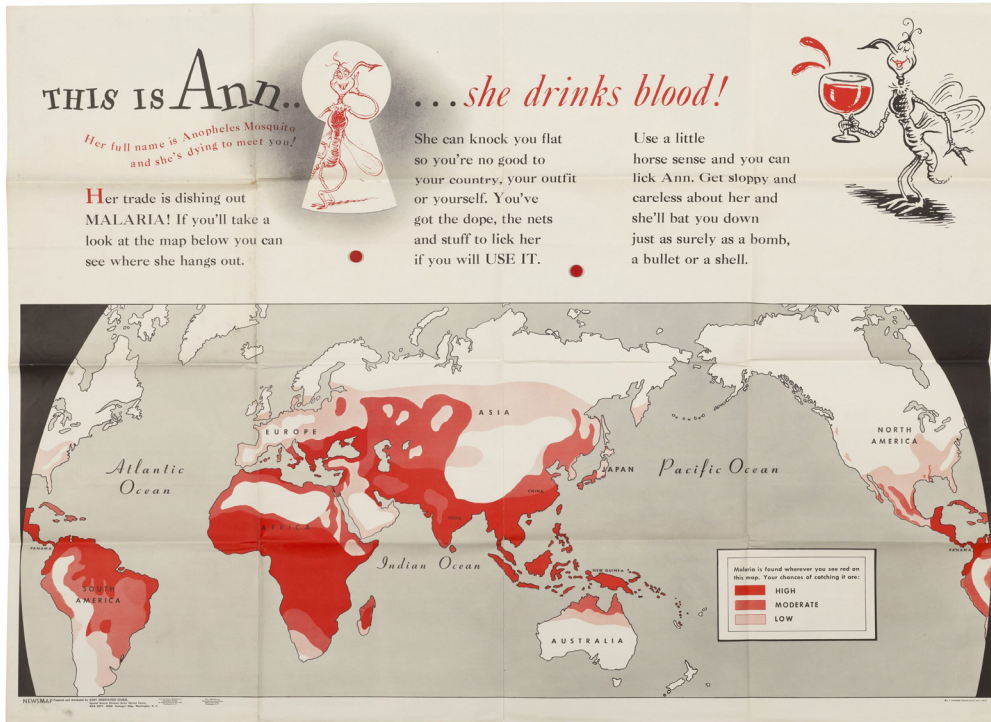 THIS IS Ann..
...she drinks blood!
Her full name is Anopheles Mosquito
and she's dying to meet you!
Her trade is dishing out
MALARIA! If you'll take a
look at the map below you can
see where she hangs out.
She can knock you flat
so you're no good to
your country, your outfit
or yourself. You've
got the dope, the nets
and stuff to lick her
if you will USE IT.
Use a little
horse sense and you can
lick Ann. Get sloppy and
careless about her and
she'll bat you down
just as surely as a bomb,
a bullet or a shell.
ASIA
EUROPE
NORTH
AMERICA
Atlantic
Ocean
JAPAN
Pacific Ocean
CHINA
INDIA
AFRICA
PANAMA
PANAMA
Indian Ocean
NEW GUINEA
SOUTH
AMERICA
AUSTRALIA
Malaria is found wherever you see red on
this map. Your chances of catching it are:
HIGH
MODERATE
LOW
NEWSMAP